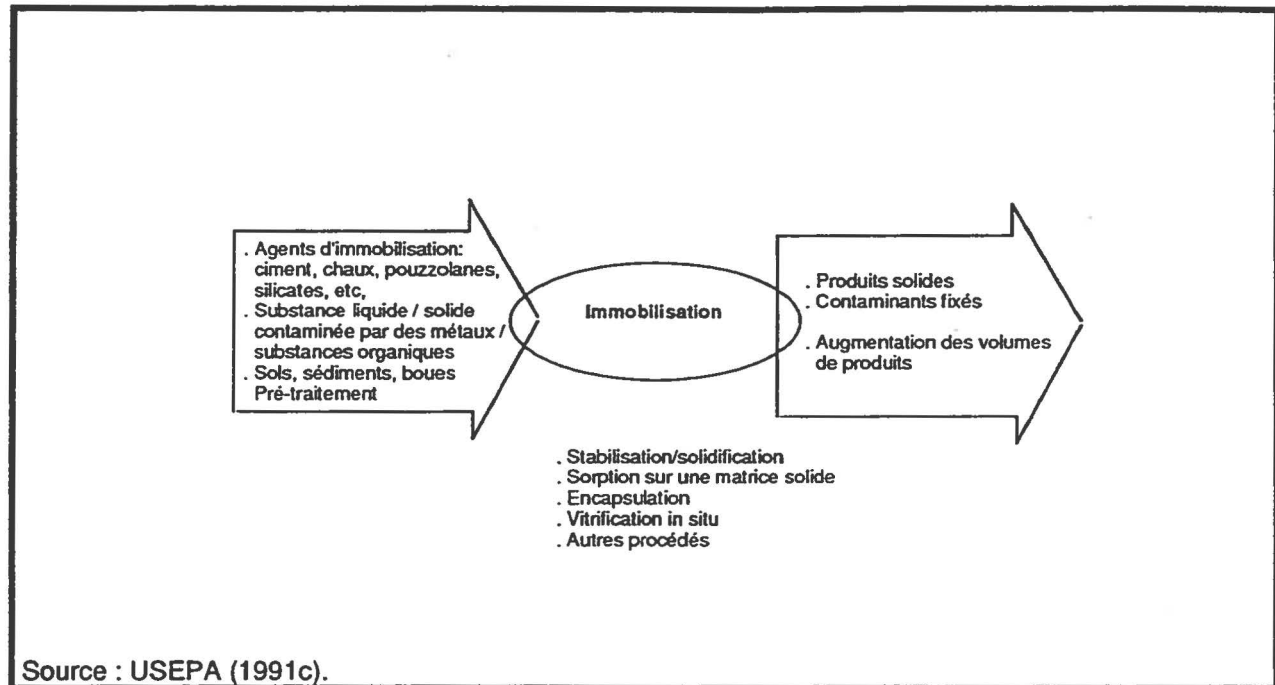 . Agents d'immobilisation:
ciment, chaux, pouzzolanes,
silicates, etc,
. Substance liquide / solide
contaminée par des métaux /
substances organiques
. Sols, sédiments, boues
Pré-traitement
Immobilisation
. Produits solides
. Contaminants fixés
. Augmentation des volumes
de produits
. Stabilisation/solidification
. Sorption sur une matrice solide
. Encapsulation
. Vitrification in situ
. Autres procédés
Source : USEPA (1991c).